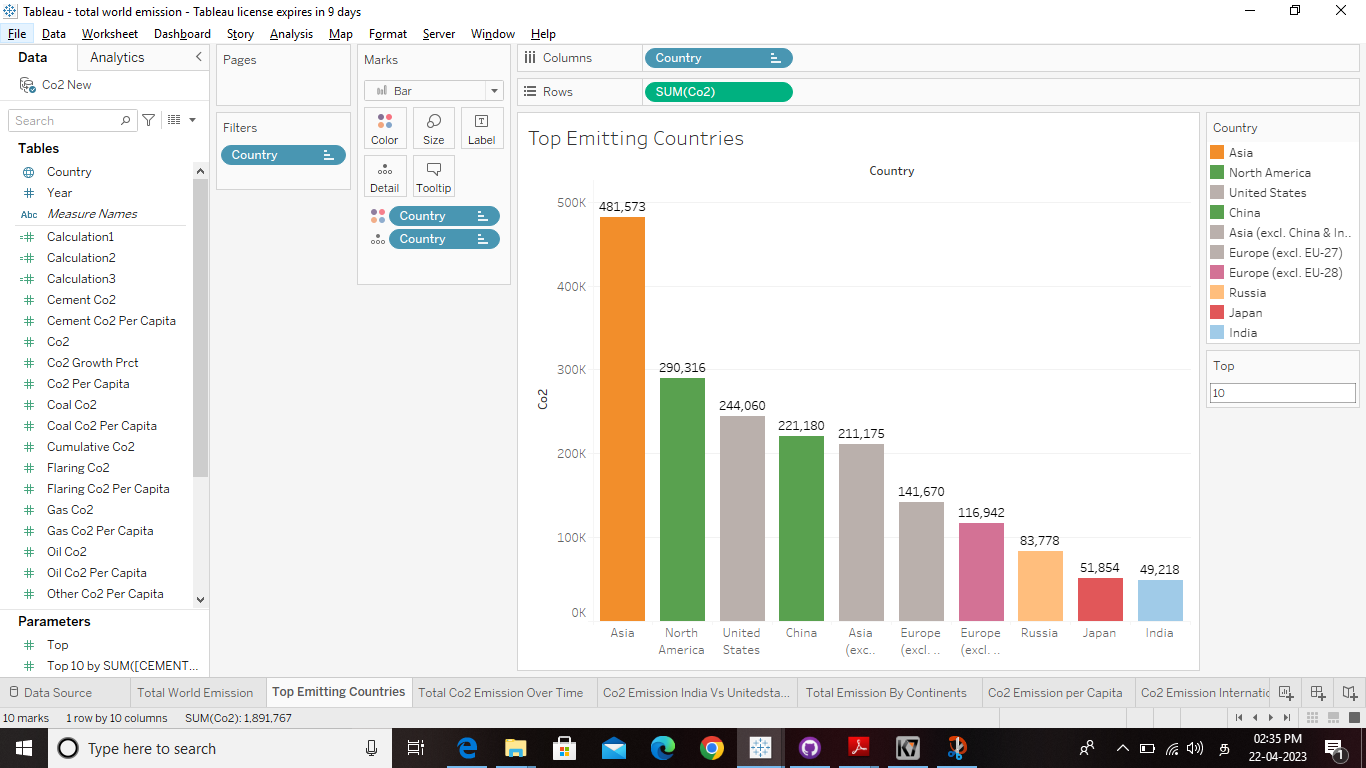 Tableau - total world emission - Tableau license expires in 9 days
File Data Worksheet Dashboard Story Analysis Map Format Server Window Help
Data Analytics
Co2 New
Search
Tables
Country
Year
Abc Measure Names
Calculation1
Calculation2
Calculation3
Cement Co2
Cement Co2 Per Capita
Co2
Co2 Growth Prct
Co2 Per Capita
Coal Co2
Coal Co2 Per Capita
Cumulative Co2
Flaring Co2
Flaring Co2 Per Capita
Gas Co2
Gas Co2 Per Capita
Oil Co2
Oil Co2 Per Capita
Other Co2 Per Capita
Parameters
Top
Top 10 by SUM([CEMENT...
Pages
Filters
Country
Marks
Bar
Color Size Label
Detail Tooltip
Country
Country
Columns Country
Rows SUM(Co2)
Top Emitting Countries
Country
Co2
500K
400K
300K
200K
100K
0K
481,573
290,316
244,060
221,180
211,175
141,670
116,942
83,778
51,854
49,218
Asia
North America
United States
China
Asia (exc..
Europe (excl. ..
Europe (excl. ..
Russia
Japan
India
Country
Asia
North America
United States
China
Asia (excl. China & In..
Europe (excl. EU-27)
Europe (excl. EU-28)
Russia
Japan
India
Top
10
Data Source Total World Emission Top Emitting Countries Total Co2 Emission Over Time Co2 Emission India Vs Unitedsta... Total Emission By Continents Co2 Emission per Capita Co2 Emission Internatio
10 marks 1 row by 10 columns SUM(Co2): 1,891,767
Type here to search
02:35 PM
22-04-2023
1